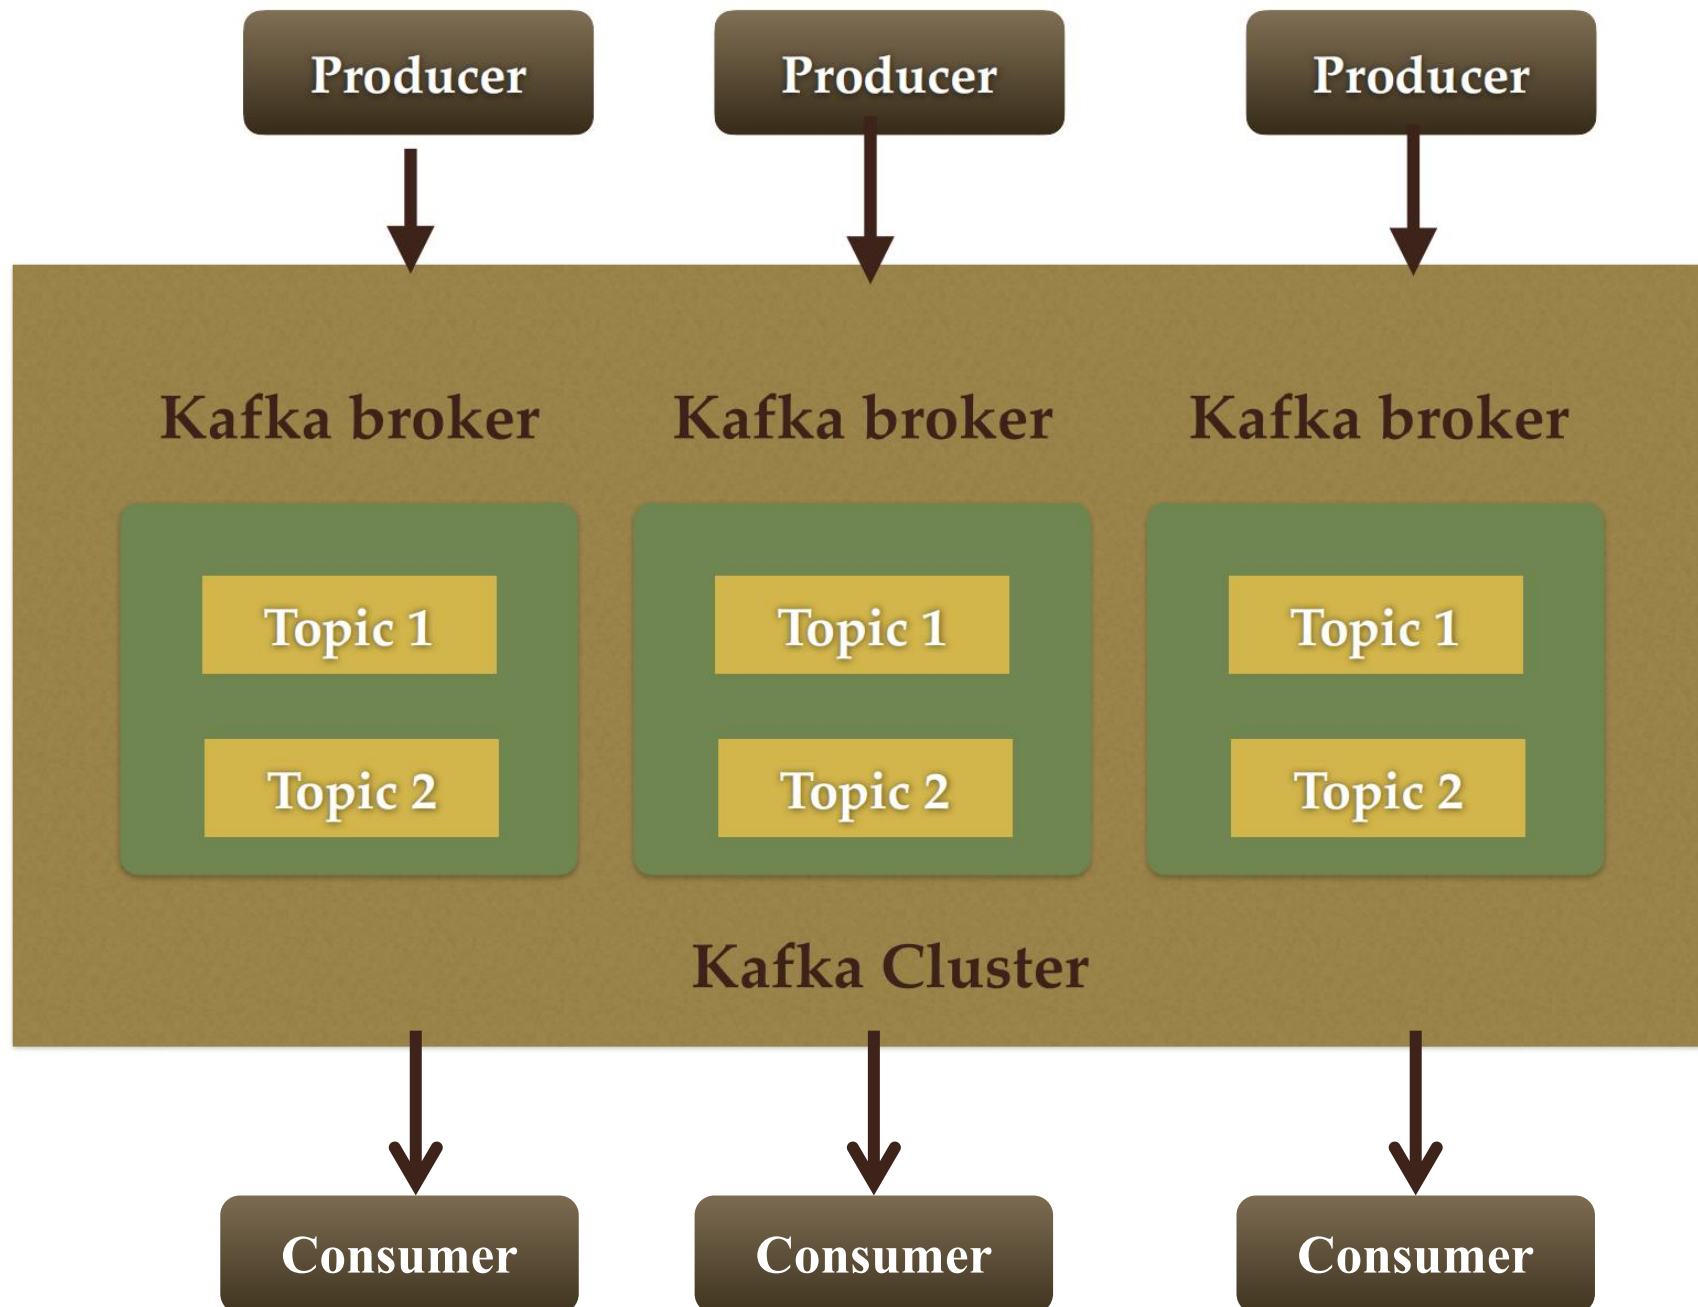 Producer Producer Producer
Kafka broker Kafka broker Kafka broker
Topic 1 Topic 1 Topic 1
Topic 2 Topic 2 Topic 2
Kafka Cluster
Consumer Consumer Consumer